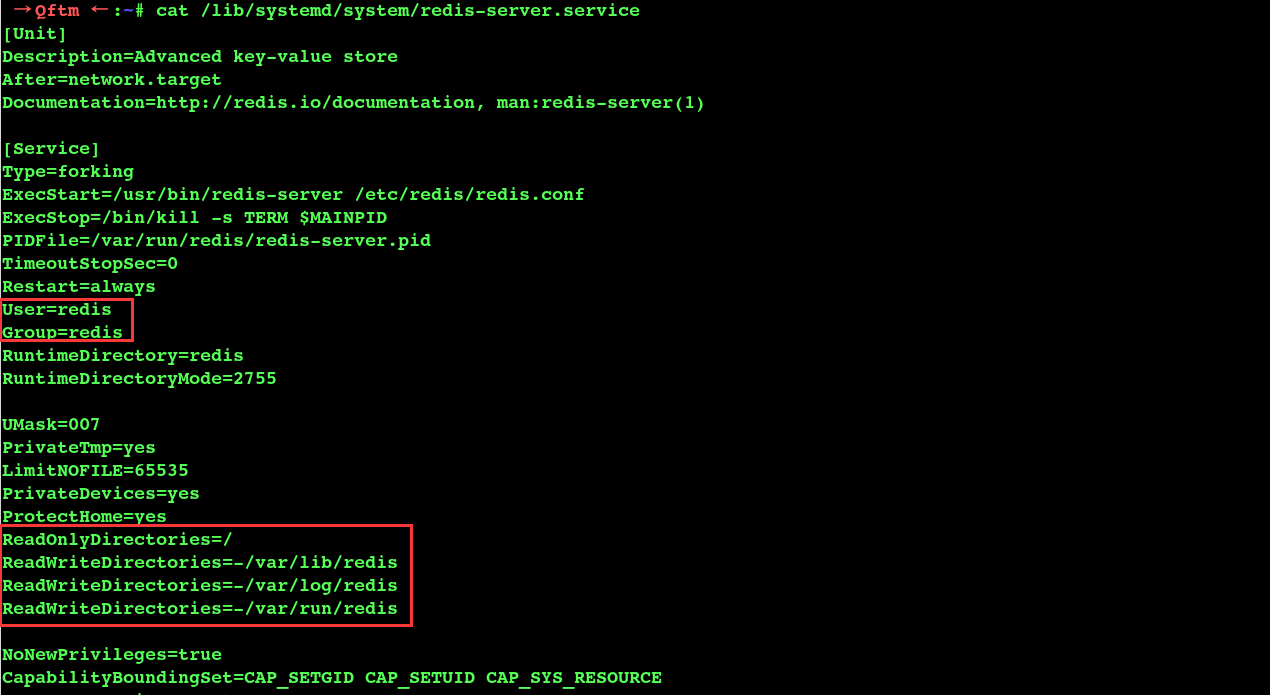 →Qftm ←:~# cat /lib/systemd/system/redis-server.service
[Unit]
Description=Advanced key-value store
After=network.target
Documentation=http://redis.io/documentation, man:redis-server(1)
[Service]
Type=forking
ExecStart=/usr/bin/redis-server /etc/redis/redis.conf
ExecStop=/bin/kill -s TERM $MAINPID
PIDFile=/var/run/redis/redis-server.pid
TimeoutStopSec=0
Restart=always
User=redis
Group=redis
RuntimeDirectory=redis
RuntimeDirectoryMode=2755
UMask=007
PrivateTmp=yes
LimitNOFILE=65535
PrivateDevices=yes
ProtectHome=yes
ReadOnlyDirectories=/
ReadWriteDirectories=-/var/lib/redis
ReadWriteDirectories=-/var/log/redis
ReadWriteDirectories=-/var/run/redis
NoNewPrivileges=true
CapabilityBoundingSet=CAP_SETGID CAP_SETUID CAP_SYS_RESOURCE